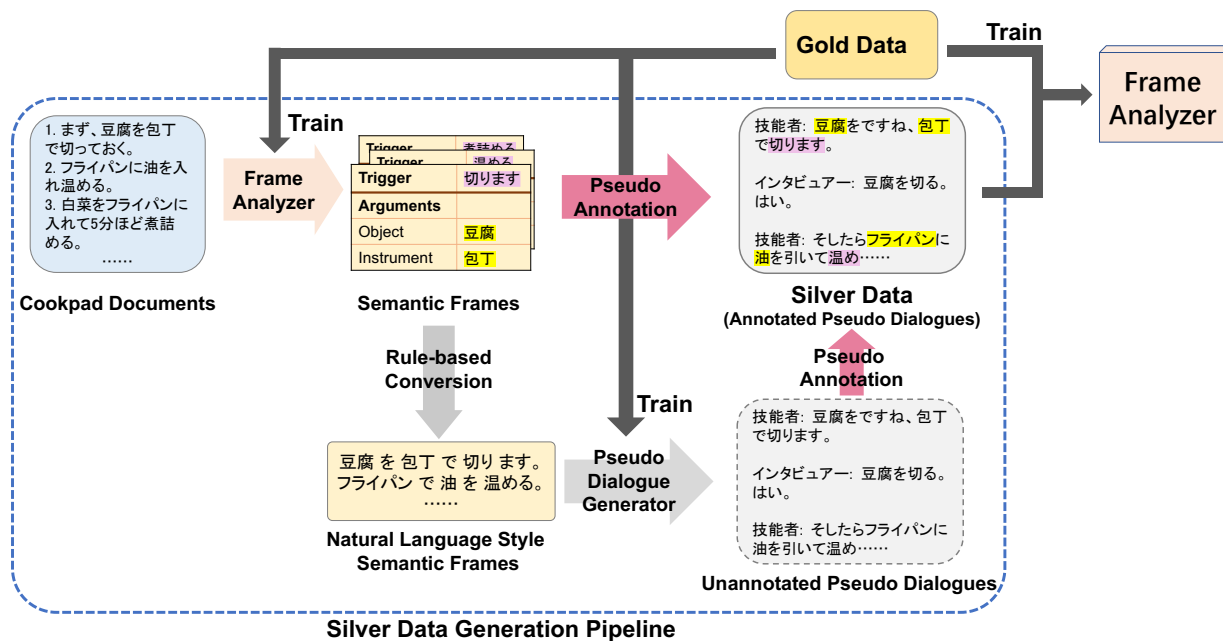 Gold Data
Train
Frame
Analyzer
1. まず、豆腐を包丁
で切っておく。
2. フライパンに油を入
れ温める。
3. 白菜をフライパンに
入れて5分ほど煮詰
める。
……
Cookpad Documents
Train
Frame
Analyzer
Trigger 煮詰める
Trigger 温める
Trigger 切ります
Arguments
Object 豆腐
Instrument 包丁
Semantic Frames
Pseudo
Annotation
技能者: 豆腐をですね、包丁
で切ります。
インタビュアー: 豆腐を切る。
はい。
技能者: そしたらフライパンに
油を引いて温め……
Silver Data
(Annotated Pseudo Dialogues)
Rule-based
Conversion
Train
Pseudo
Annotation
豆腐 を 包丁 で 切り ます。
フライパン で 油 を 温める。
……
Natural Language Style
Semantic Frames
Pseudo
Dialogue
Generator
技能者: 豆腐をですね、包丁
で切ります。
インタビュアー: 豆腐を切る。
はい。
技能者: そしたらフライパンに
油を引いて温め……
Unannotated Pseudo Dialogues
Silver Data Generation Pipeline